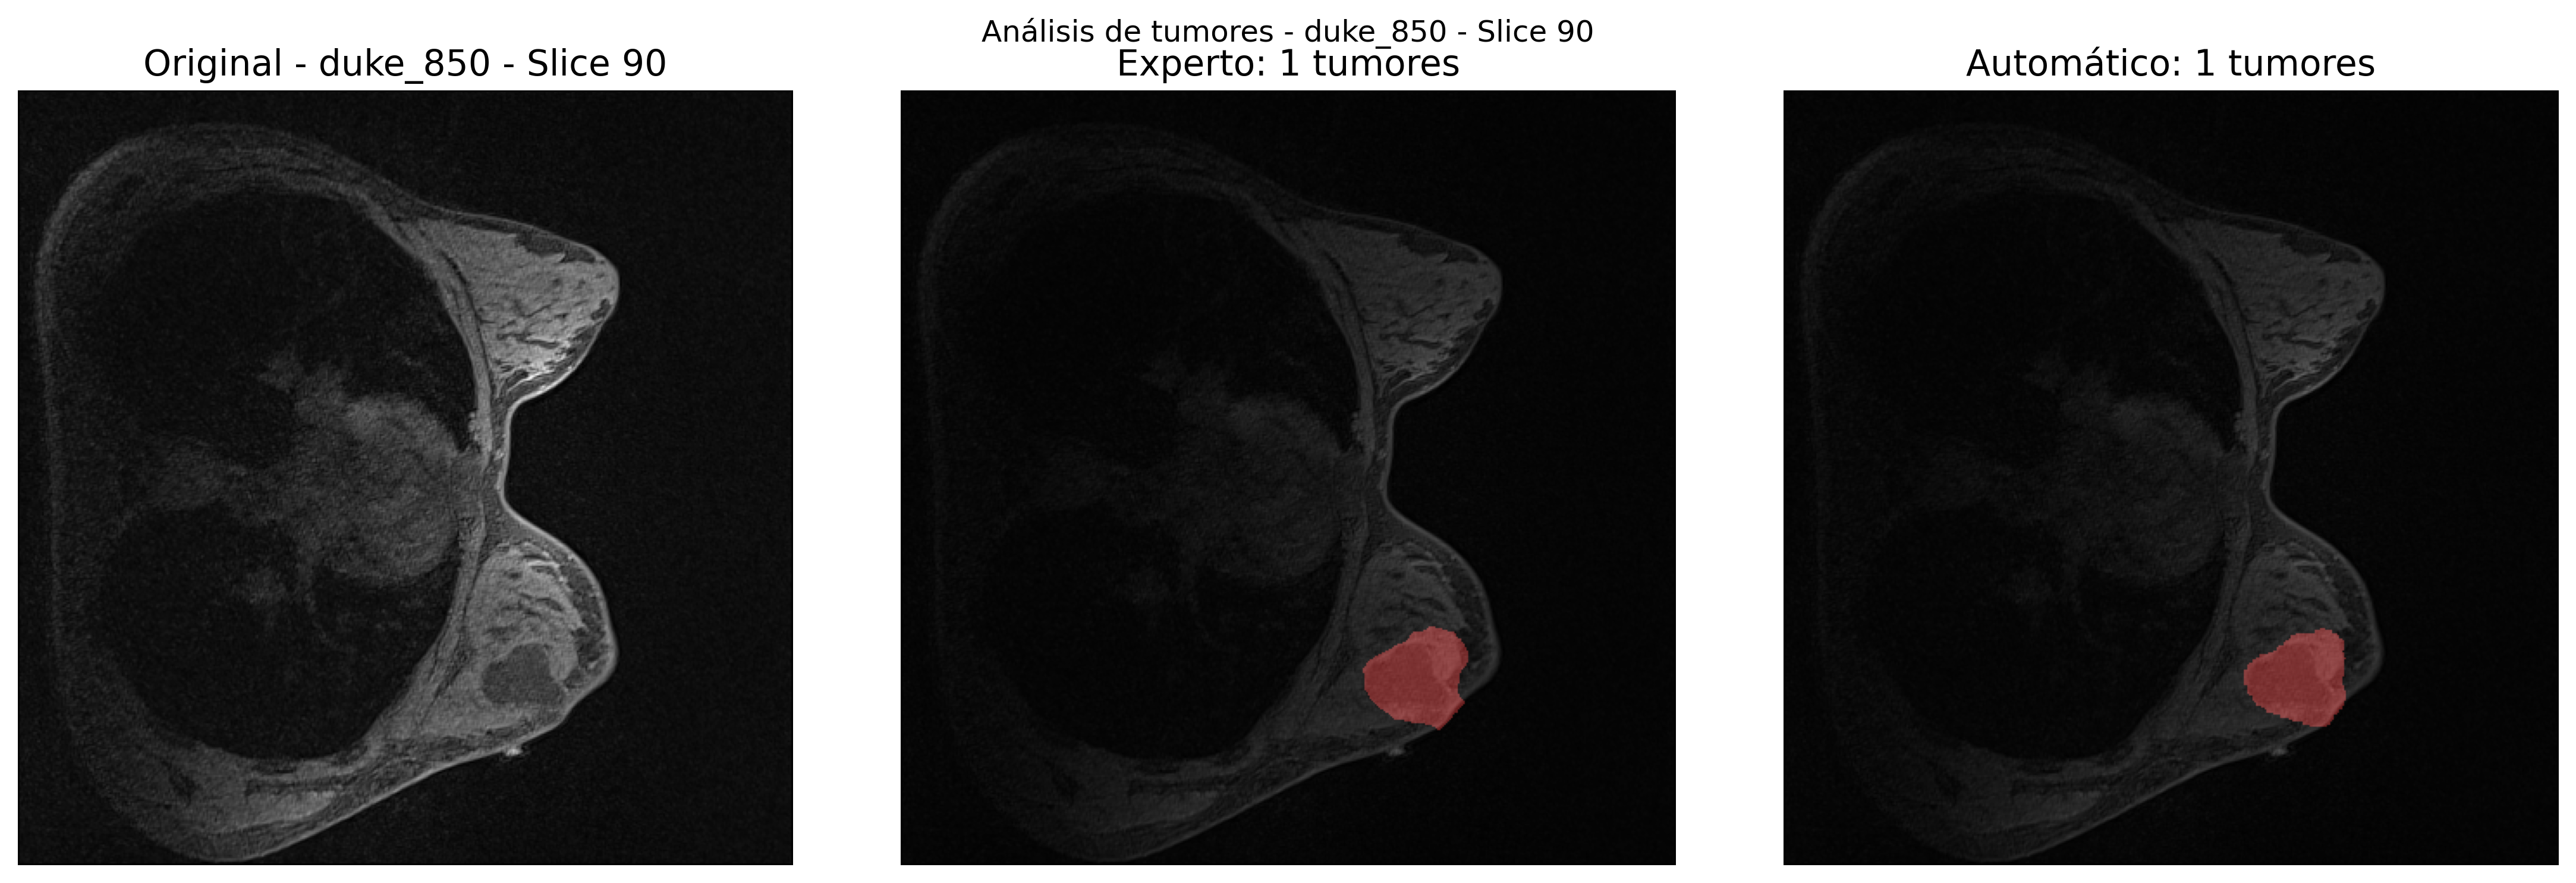 Análisis de tumores - duke_850 - Slice 90
Original - duke_850 - Slice 90
Experto: 1 tumores
Automático: 1 tumores